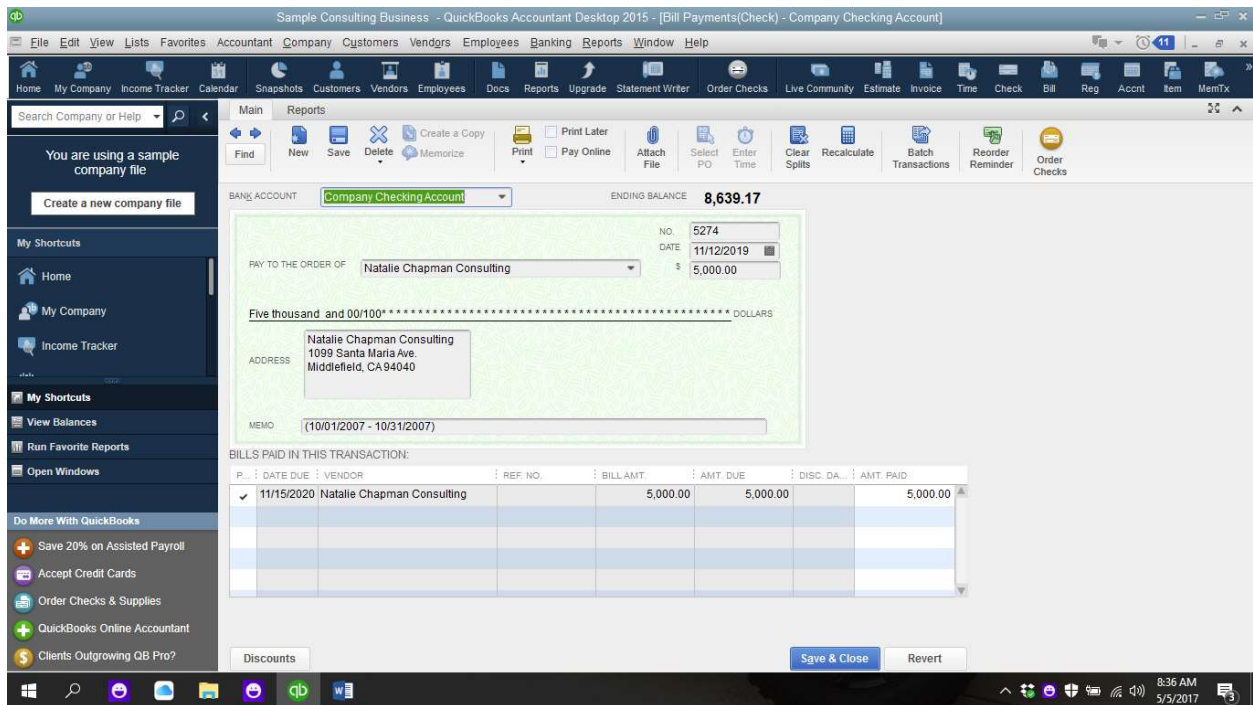 qb Sample Consulting Business - QuickBooks Accountant Desktop 2015 - [Bill Payments(Check) - Company Checking Account]
File Edit View Lists Favorites Accountant Company Customers Vendors Employees Banking Reports Window Help 11
Home My Company Income Tracker Calendar Snapshots Customers Vendors Employees Docs Reports Upgrade Statement Writer Order Checks Live Community Estimate Invoice Time Check Bill Reg Accnt Item MemTx
Search Company or Help
You are using a sample
company file
Create a new company file
My Shortcuts
Home
My Company
Income Tracker
My Shortcuts
View Balances
Run Favorite Reports
Open Windows
Do More With QuickBooks
Save 20% on Assisted Payroll
Accept Credit Cards
Order Checks & Supplies
QuickBooks Online Accountant
Clients Outgrowing QB Pro?
Main Reports
Find New Save Delete Create a Copy
Memorize
Print Print Later
Pay Online
Attach
File
Select
PO
Enter
Time
Clear
Splits
Recalculate
Batch
Transactions
Reorder
Reminder
Order
Checks
BANK ACCOUNT Company Checking Account ENDING BALANCE 8,639.17
NO. 5274
DATE 11/12/2019
PAY TO THE ORDER OF Natalie Chapman Consulting $ 5,000.00
Five thousand and 00/100* * * * * * * * * * * * * * * * * * * * * * * * * * * * * * * * * * * * * * * * * * * * * * * * * * DOLLARS
ADDRESS
Natalie Chapman Consulting
1099 Santa Maria Ave.
Middlefield, CA 94040
MEMO (10/01/2007 - 10/31/2007)
BILLS PAID IN THIS TRANSACTION:
P... DATE DUE VENDOR REF. NO. BILL AMT. AMT. DUE DISC. DA... AMT. PAID
11/15/2020 Natalie Chapman Consulting 5,000.00 5,000.00 5,000.00
Discounts Save & Close Revert
qb W 8:36 AM
5/5/2017 3